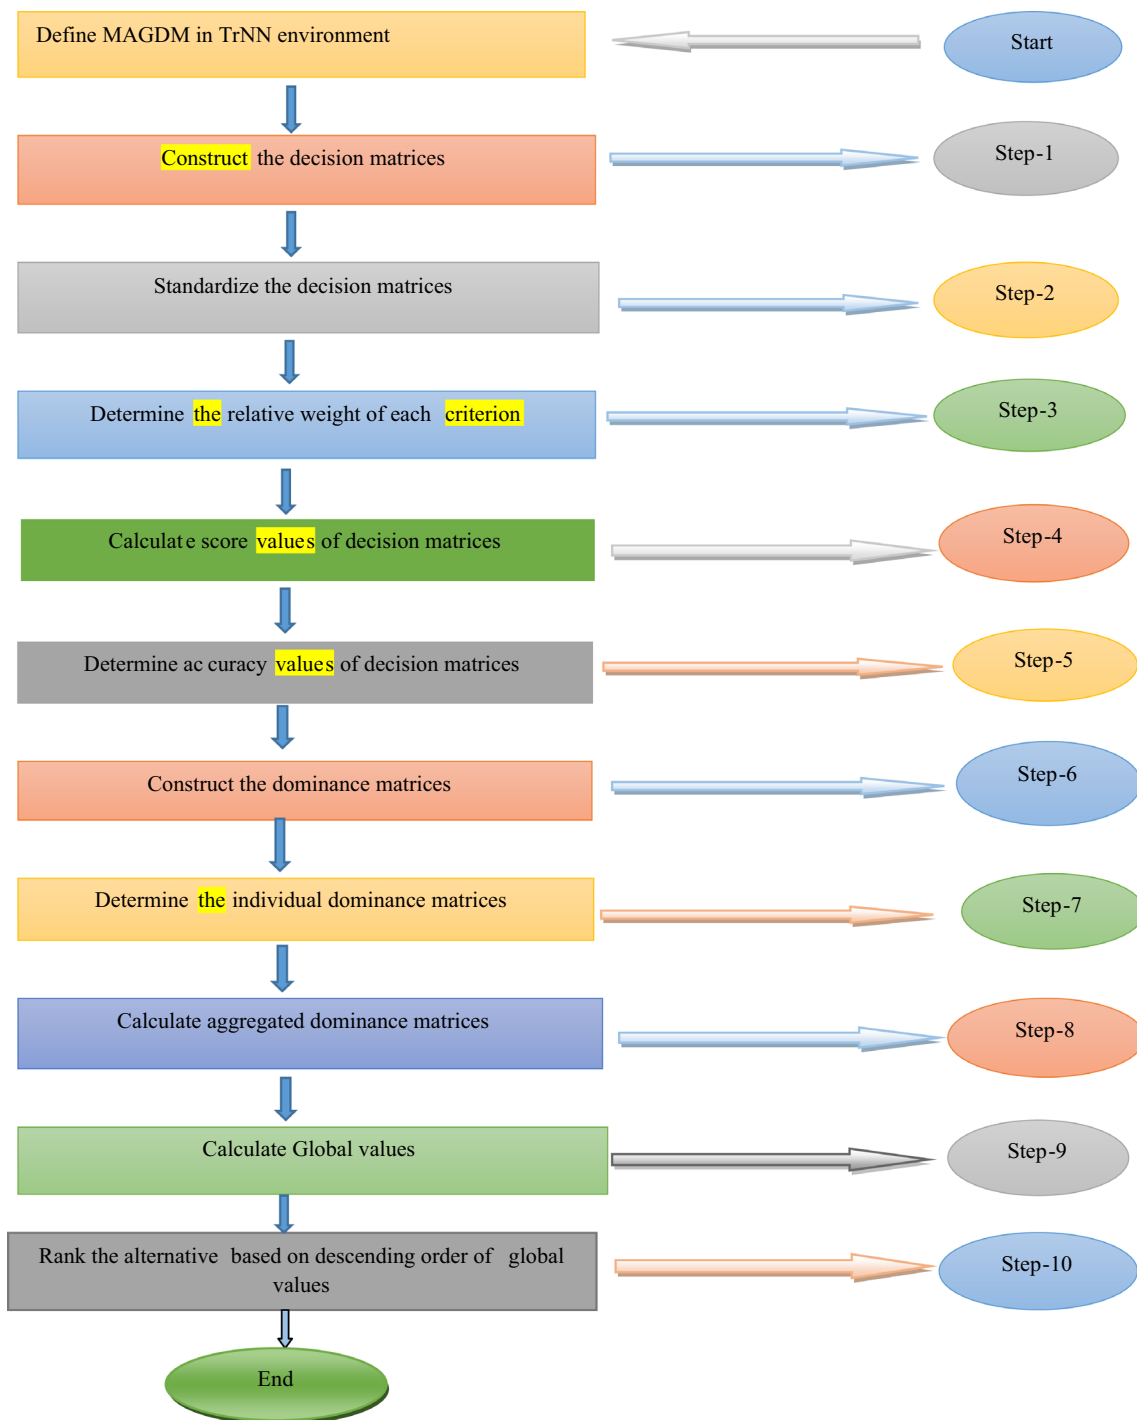 Define MAGDM in TrNN environment
Start
Construct the decision matrices
Step-1
Standardize the decision matrices
Step-2
Determine the relative weight of each criterion
Step-3
Calculate score values of decision matrices
Step-4
Determine ac curacy values of decision matrices
Step-5
Construct the dominance matrices
Step-6
Determine the individual dominance matrices
Step-7
Calculate aggregated dominance matrices
Step-8
Calculate Global values
Step-9
Rank the alternative based on descending order of global
values
Step-10
End